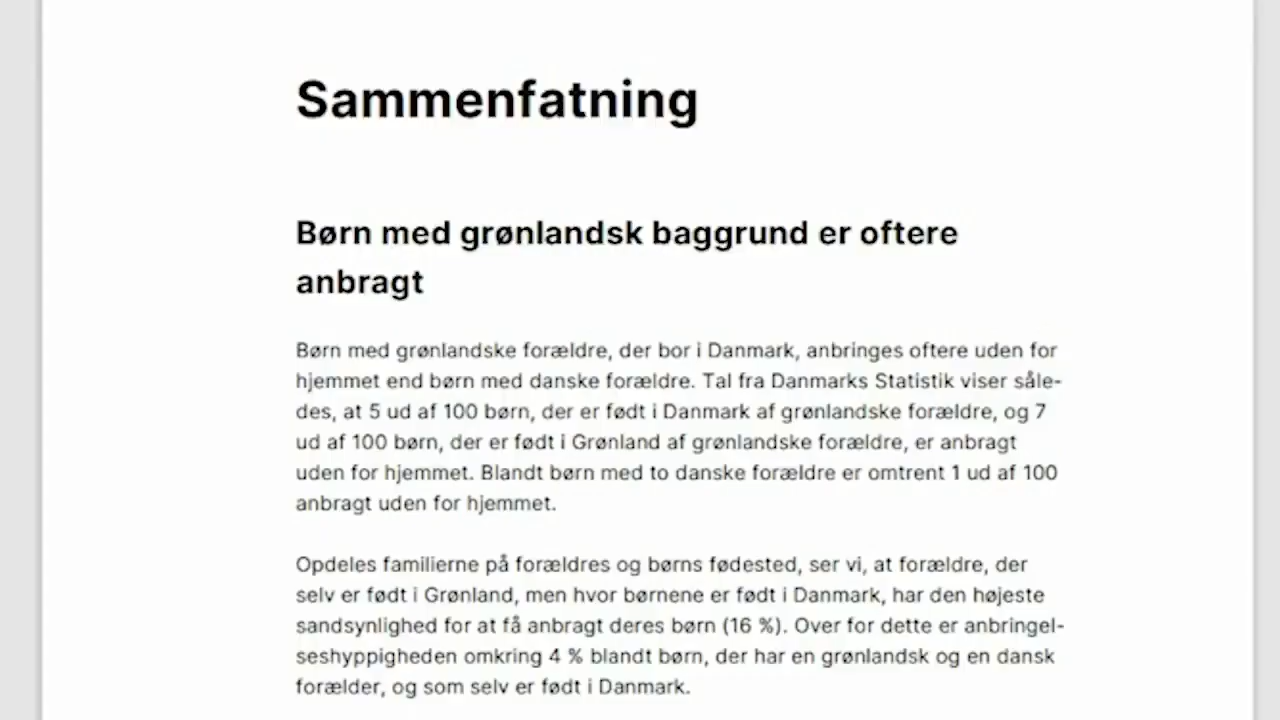 Sammenfatning
Børn med grønlandsk baggrund er oftere
anbragt
Børn med grønlandske forældre, der bor i Danmark, anbringes oftere uden for
hjemmet end børn med danske forældre. Tal fra Danmarks Statistik viser såle-
des, at 5 ud af 100 børn, der er født i Danmark af grønlandske forældre, og 7
ud af 100 børn, der er født i Grønland af grønlandske forældre, er anbragt
uden for hjemmet. Blandt børn med to danske forældre er omtrent 1 ud af 100
anbragt uden for hjemmet.
Opdeles familierne på forældres og børns fødested, ser vi, at forældre, der
selv er født i Grønland, men hvor børnene er født i Danmark, har den højeste
sandsynlighed for at få anbragt deres børn (16 %). Over for dette er anbringel-
seshyppigheden omkring 4 % blandt børn, der har en grønlandsk og en dansk
forælder, og som selv er født i Danmark.